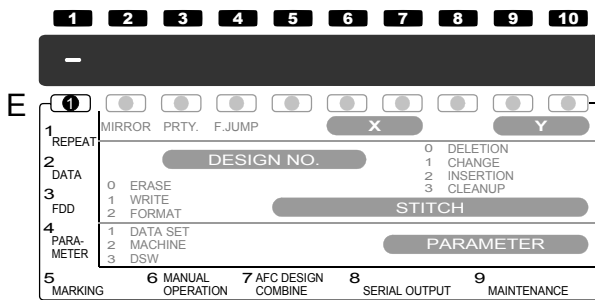 1 2 3 4 5 6 7 8 9 10
–
E
1
MIRROR PRTY. F.JUMP X Y
1 REPEAT
2 DATA
DESIGN NO.
0 DELETION
1 CHANGE
2 INSERTION
3 CLEANUP
3 FDD
0 ERASE
1 WRITE
2 FORMAT
STITCH
4 PARA-
METER
1 DATA SET
2 MACHINE
3 DSW
PARAMETER
5 MARKING
6 MANUAL
OPERATION
7 AFC DESIGN
COMBINE
8 SERIAL OUTPUT
9 MAINTENANCE